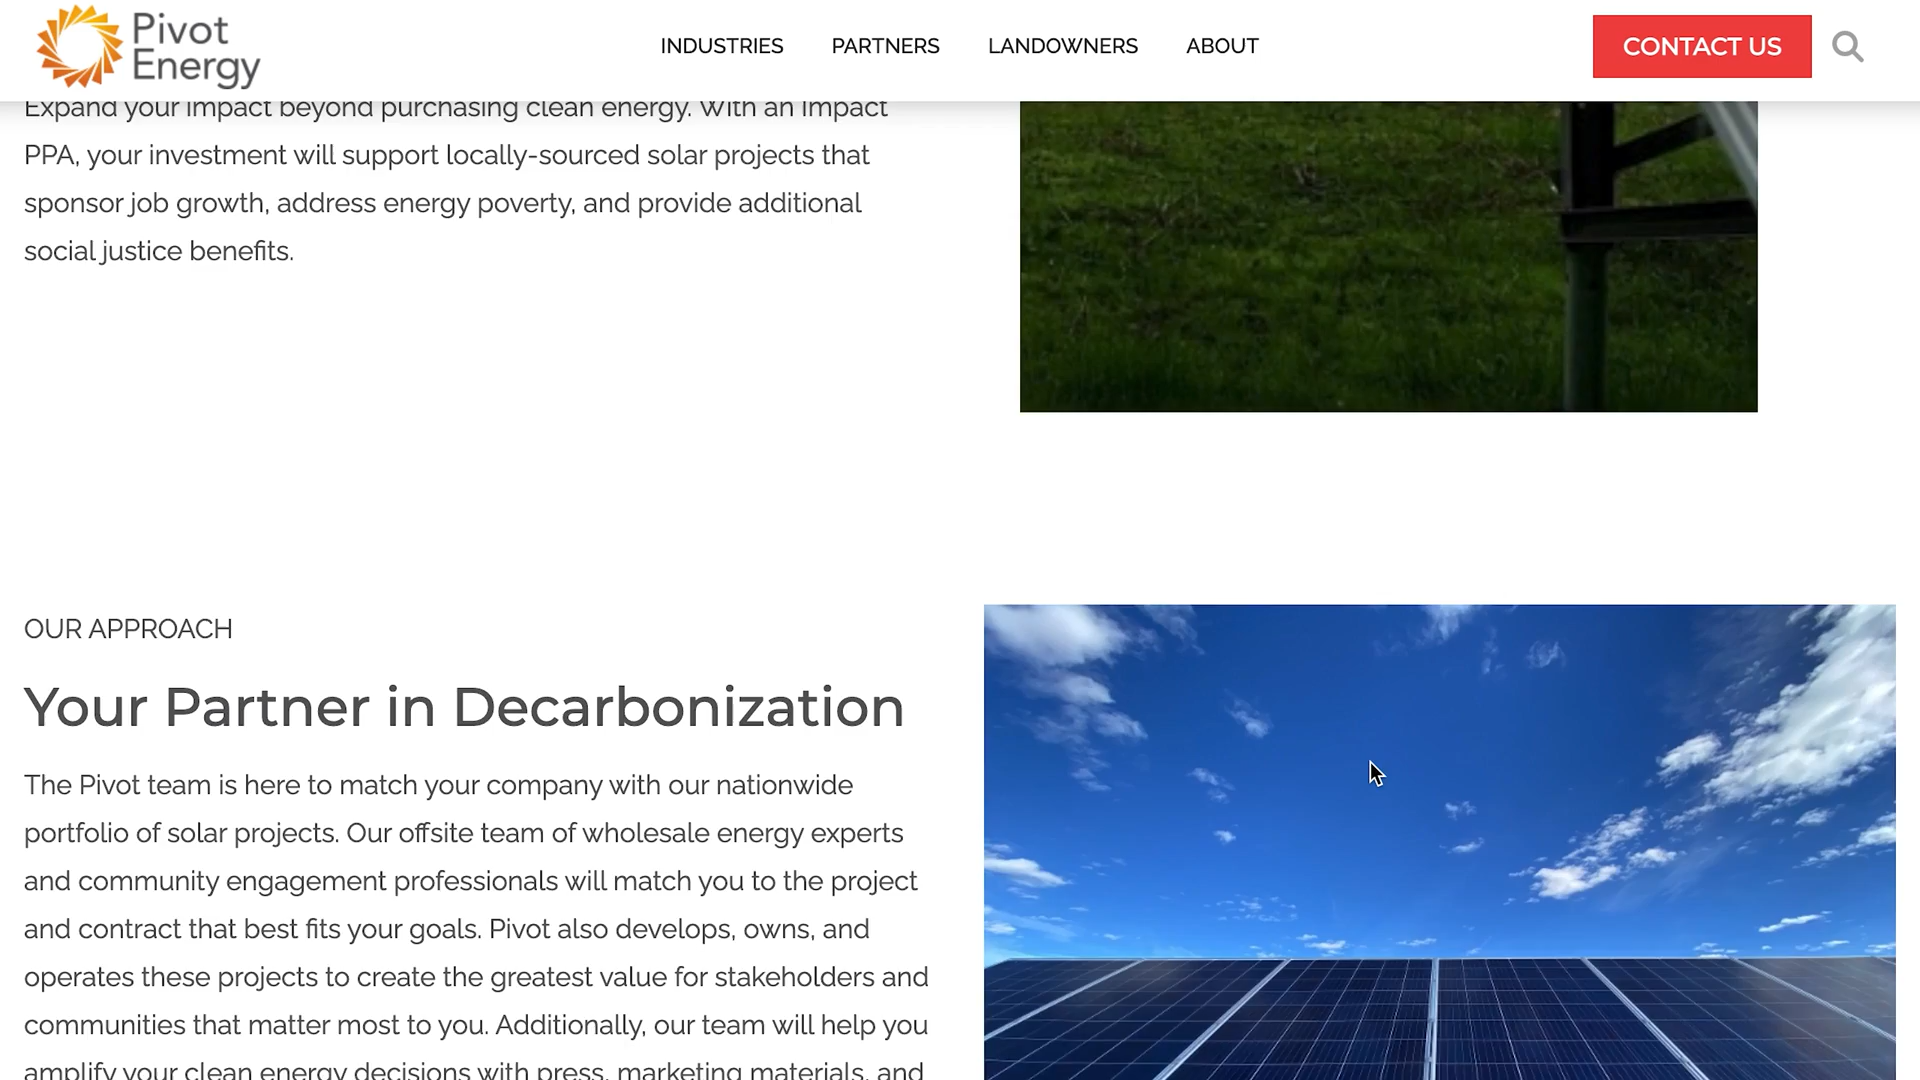 Pivot
Energy
INDUSTRIES PARTNERS LANDOWNERS ABOUT
CONTACT US
Expand your impact beyond purchasing clean energy. With an Impact
PPA, your investment will support locally-sourced solar projects that
sponsor job growth, address energy poverty, and provide additional
social justice benefits.
OUR APPROACH
Your Partner in Decarbonization
The Pivot team is here to match your company with our nationwide
portfolio of solar projects. Our offsite team of wholesale energy experts
and community engagement professionals will match you to the project
and contract that best fits your goals. Pivot also develops, owns, and
operates these projects to create the greatest value for stakeholders and
communities that matter most to you. Additionally, our team will help you
amplify your clean energy decisions with press, marketing materials, and